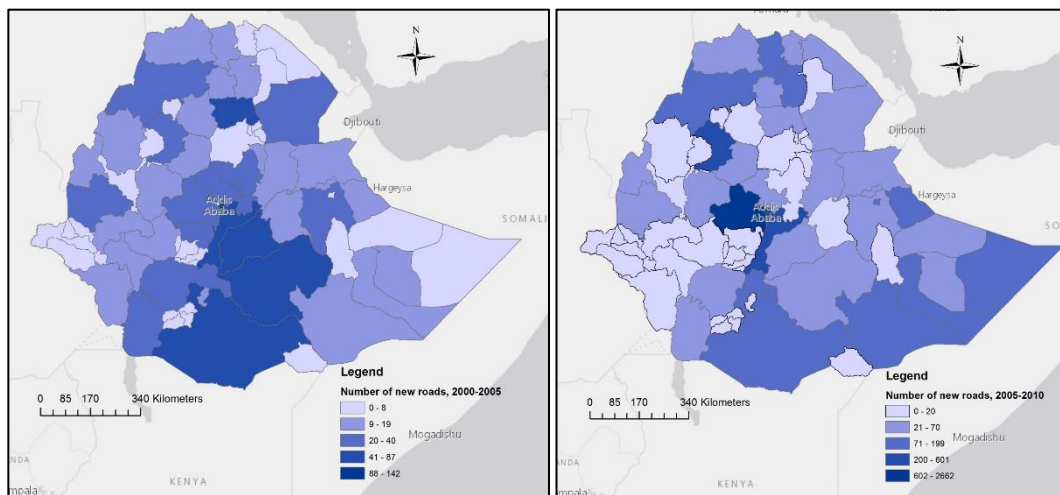 N
Djibouti
Hargeysa
Addis
Ababa
SOMALI
Legend
Number of new roads, 2000-2005
0 - 8
9 - 19
20 - 40
41 - 87
88 - 142
0 85 170 340 Kilometers
Mogadishu
KENYA
ANDA
mpala
N
Djibouti
Hargeysa
Addis
Ababa
SO
Legend
Number of new roads, 2005-2010
0 - 20
21 - 70
71 - 199
200 - 601
602 - 2662
0 85 170 340 Kilometers
Mogadishu
KENYA
ANDA
mpala